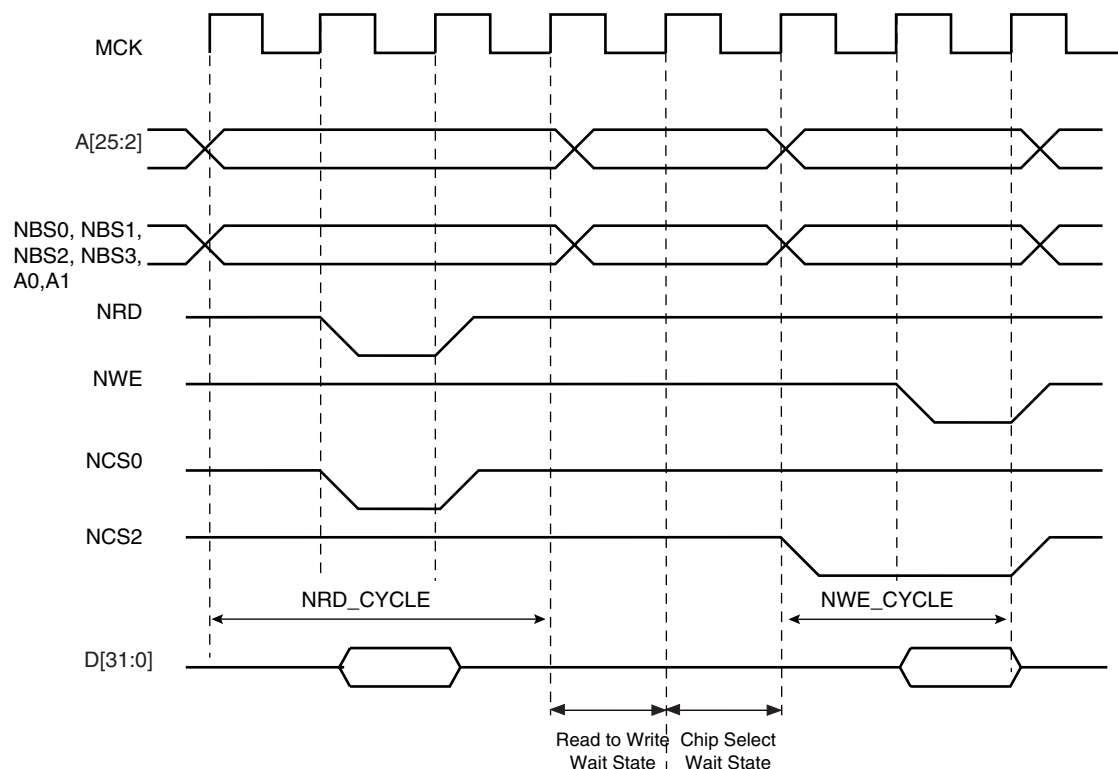 MCK
A[25:2]
NBS0, NBS1,
NBS2, NBS3,
A0,A1
NRD
NWE
NCS0
NCS2
NRD_CYCLE
NWE_CYCLE
D[31:0]
Read to Write
Wait State
Chip Select
Wait State